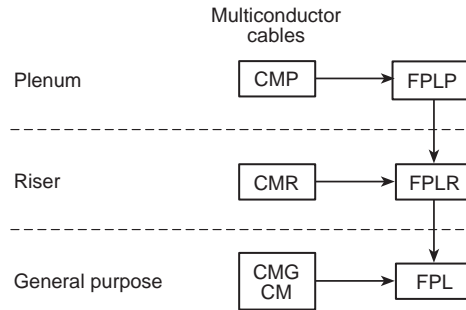 Multiconductor
cables
Plenum
CMP
FPLP
Riser
CMR
FPLR
General purpose
CMG
CM
FPL